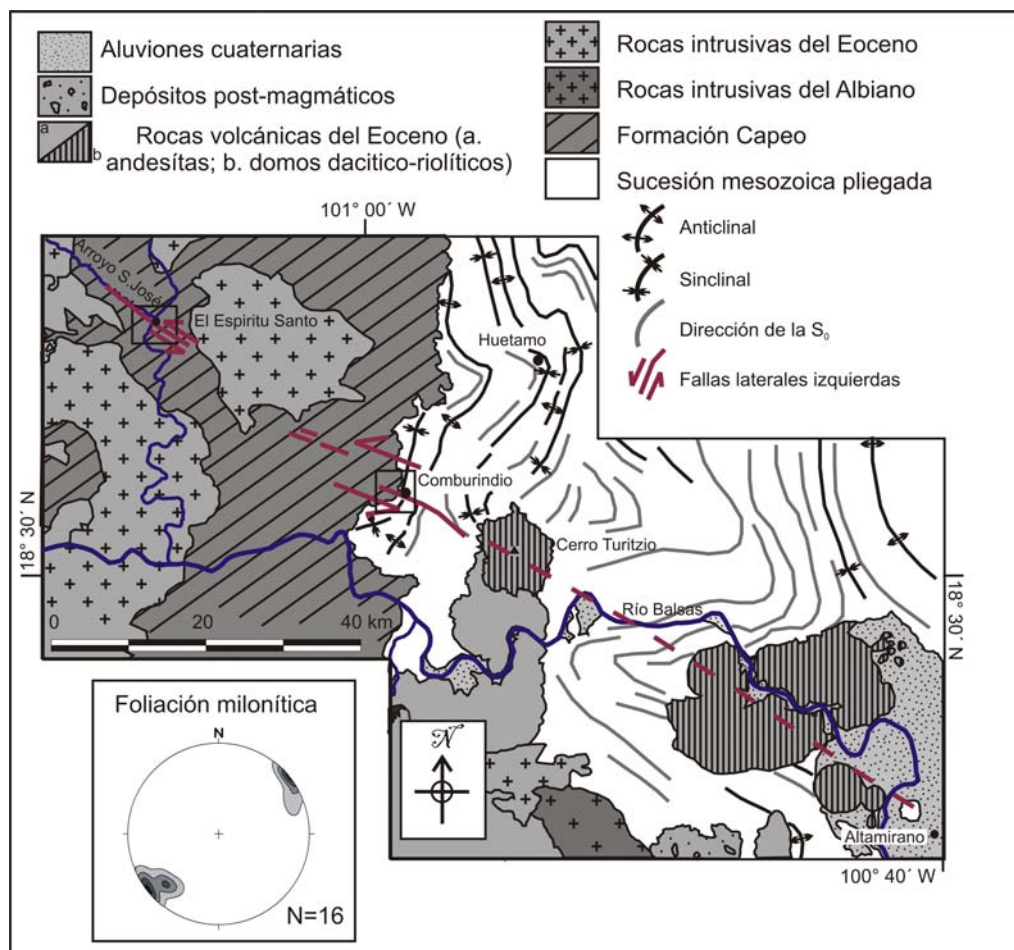 Aluviones cuaternarias
Depósitos post-magmáticos
a
b
Rocas volcánicas del Eoceno (a.
andesítas; b. domos dacitico-riolíticos)
Rocas intrusivas del Eoceno
Rocas intrusivas del Albiano
Formación Capeo
Sucesión mesozoica pliegada
Anticlinal
Sinclinal
Dirección de la S₀
Fallas laterales izquierdas
101° 00´ W
Arroyo S.José
El Espiritu Santo
Huetamo
Comburindio
18° 30´ N
Cerro Turitzio
Río Balsas
18° 30´ N
0 20 40 km
Altamirano
100° 40´ W
N
Foliación milonítica
N
N=16